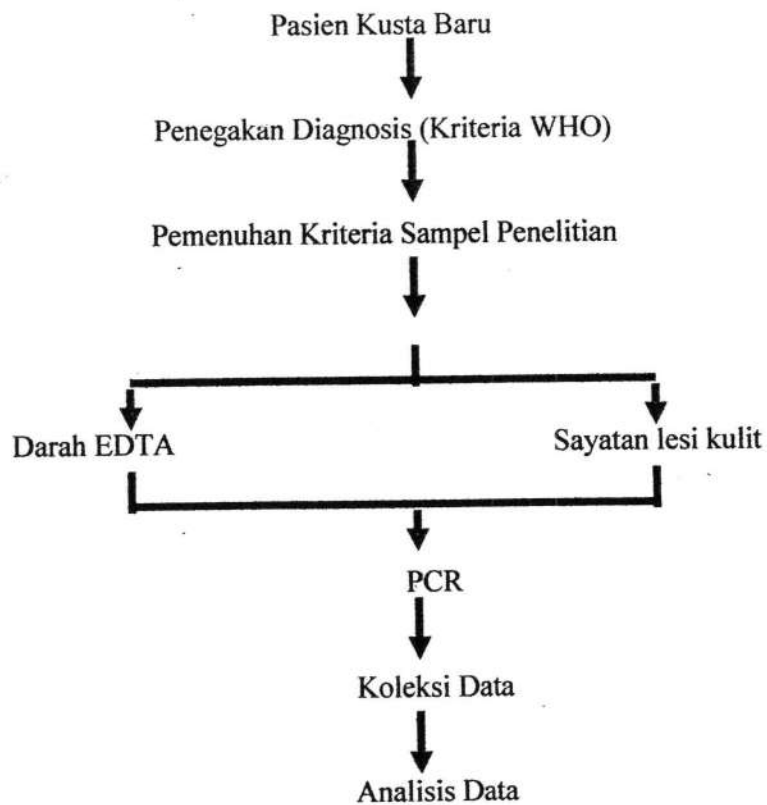 Pasien Kusta Baru
Penegakan Diagnosis (Kriteria WHO)
Pemenuhan Kriteria Sampel Penelitian
Darah EDTA
Sayatan lesi kulit
PCR
Koleksi Data
Analisis Data